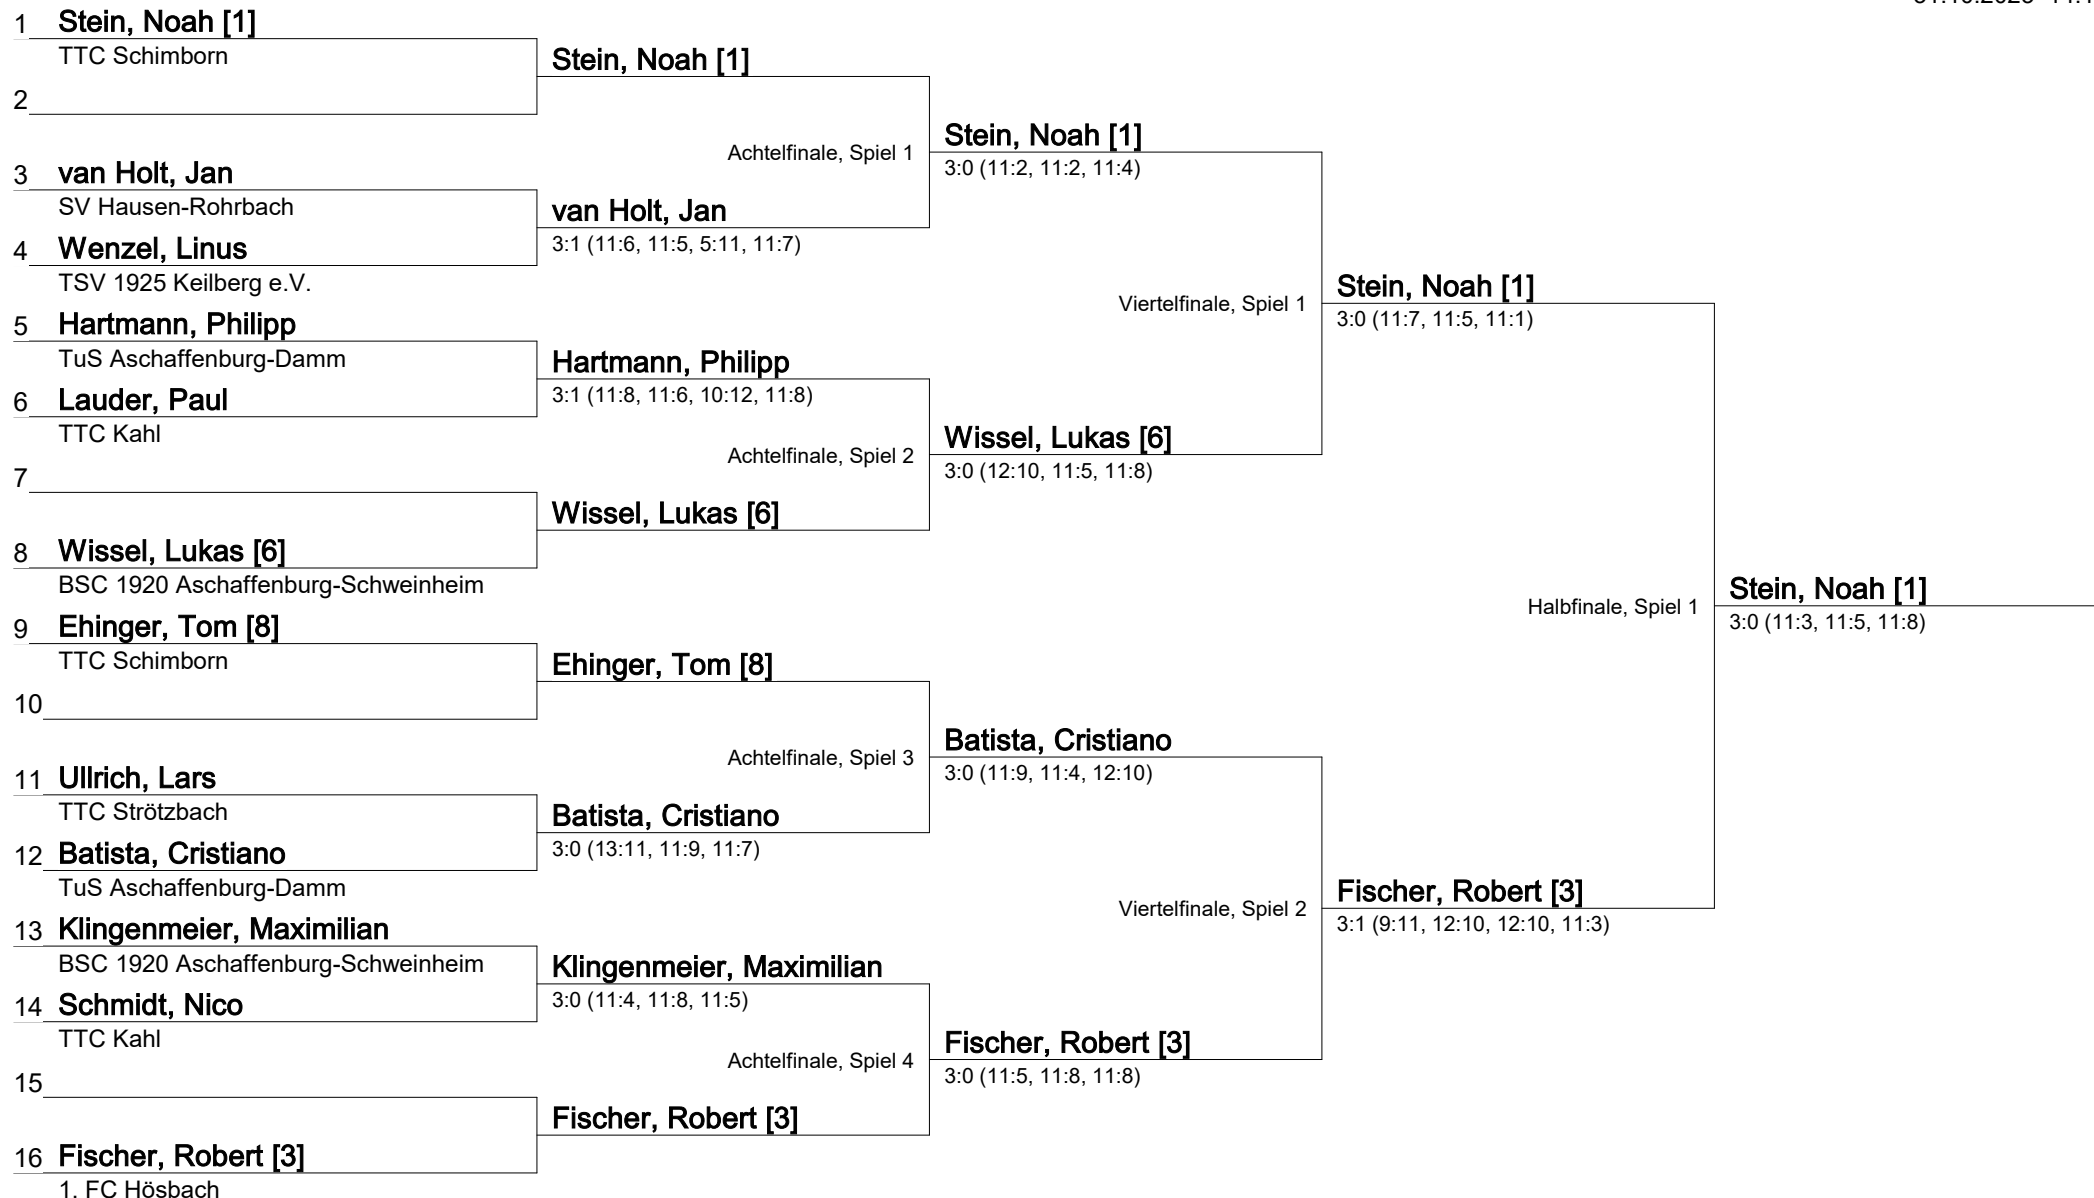 1 Stein, Noah [1]
TTC Schimborn
Stein, Noah [1]
2
Achtelfinale, Spiel 1
Stein, Noah [1]
3:0 (11:2, 11:2, 11:4)
3 van Holt, Jan
SV Hausen-Rohrbach
van Holt, Jan
3:1 (11:6, 11:5, 5:11, 11:7)
4 Wenzel, Linus
TSV 1925 Keilberg e.V.
Viertelfinale, Spiel 1
Stein, Noah [1]
3:0 (11:7, 11:5, 11:1)
5 Hartmann, Philipp
TuS Aschaffenburg-Damm
Hartmann, Philipp
3:1 (11:8, 11:6, 10:12, 11:8)
6 Lauder, Paul
TTC Kahl
Achtelfinale, Spiel 2
Wissel, Lukas [6]
3:0 (12:10, 11:5, 11:8)
7
Wissel, Lukas [6]
8 Wissel, Lukas [6]
BSC 1920 Aschaffenburg-Schweinheim
Halbfinale, Spiel 1
Stein, Noah [1]
3:0 (11:3, 11:5, 11:8)
9 Ehinger, Tom [8]
TTC Schimborn
Ehinger, Tom [8]
10
Achtelfinale, Spiel 3
Batista, Cristiano
3:0 (11:9, 11:4, 12:10)
11 Ullrich, Lars
TTC Strötzbach
Batista, Cristiano
3:0 (13:11, 11:9, 11:7)
12 Batista, Cristiano
TuS Aschaffenburg-Damm
Viertelfinale, Spiel 2
Fischer, Robert [3]
3:1 (9:11, 12:10, 12:10, 11:3)
13 Klingenmeier, Maximilian
BSC 1920 Aschaffenburg-Schweinheim
Klingenmeier, Maximilian
3:0 (11:4, 11:8, 11:5)
14 Schmidt, Nico
TTC Kahl
Achtelfinale, Spiel 4
Fischer, Robert [3]
3:0 (11:5, 11:8, 11:8)
15
Fischer, Robert [3]
16 Fischer, Robert [3]
1. FC Hösbach